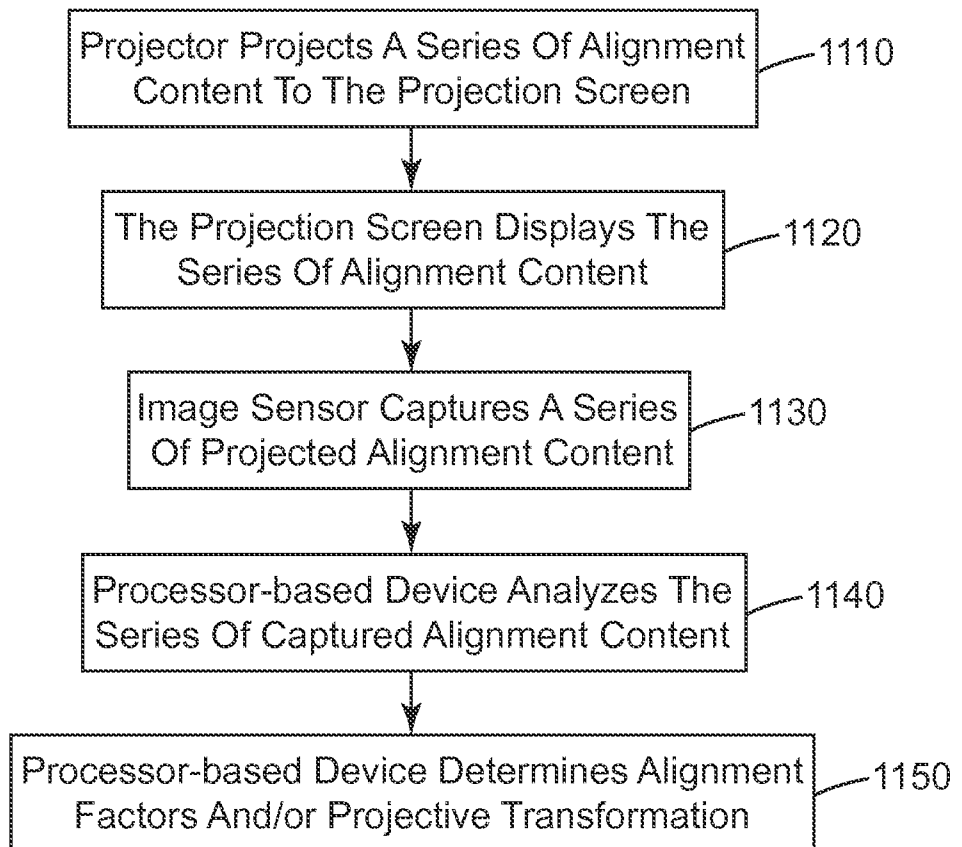 Projector Projects A Series Of Alignment
Content To The Projection Screen
1110
The Projection Screen Displays The
Series Of Alignment Content
1120
Image Sensor Captures A Series
Of Projected Alignment Content
1130
Processor-based Device Analyzes The
Series Of Captured Alignment Content
1140
Processor-based Device Determines Alignment
Factors And/or Projective Transformation
1150